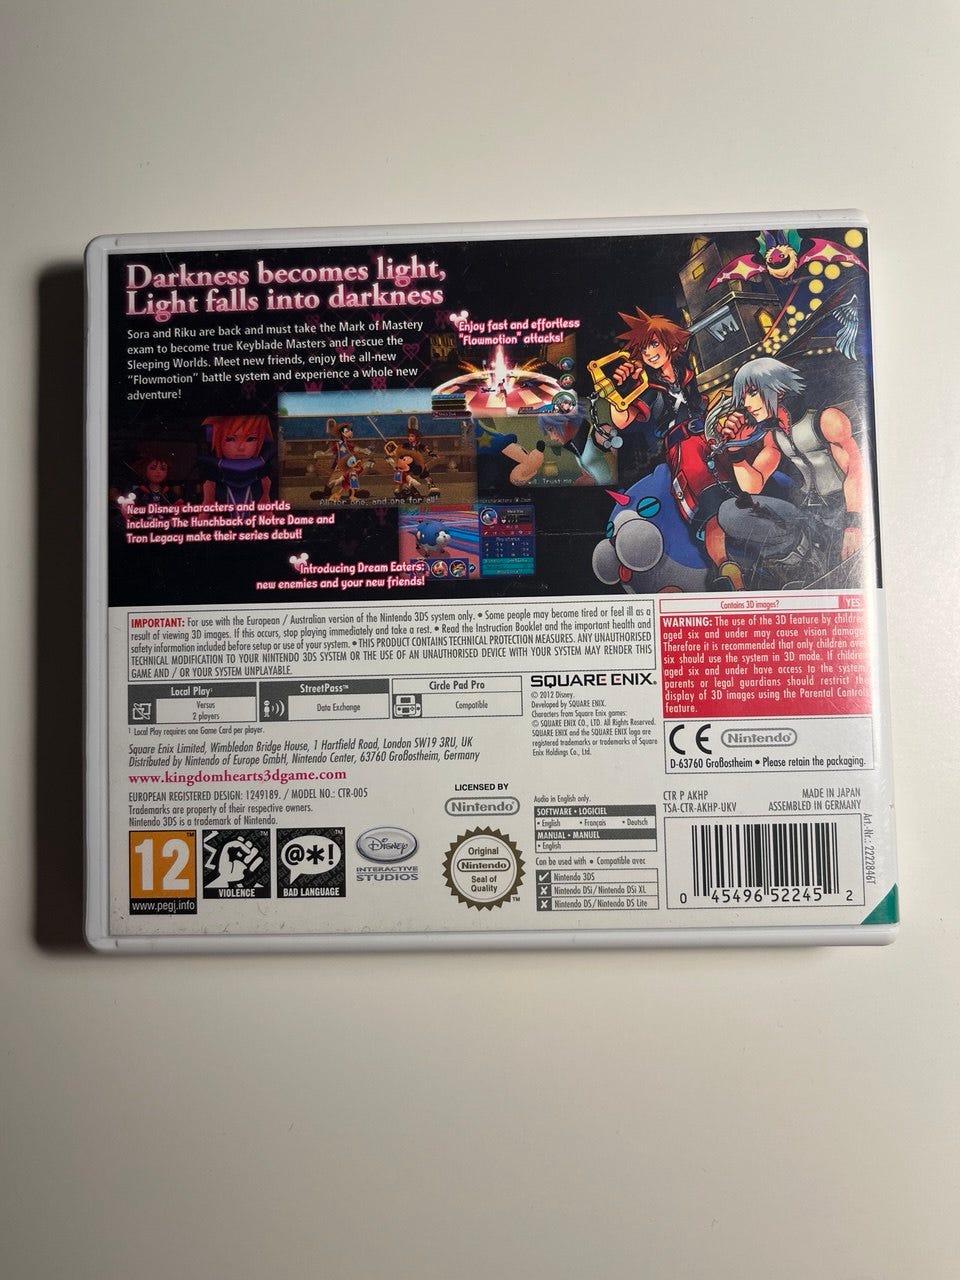 Darkness becomes light,
Light falls into darkness
Sora and Riku are back and must take the Mark of Mastery
exam to become true Keyblade Masters and rescue the
Sleeping Worlds. Meet new friends, enjoy the all-new
"Flowmotion" battle system and experience a whole new
adventure!
Enjoy fast and effortless
"Flowmotion" attacks!
All for one, and one for all!
Trust me
New Disney characters and worlds
including The Hunchback of Notre Dame and
Tron Legacy make their series debut!
Introducing Dream Eaters:
new enemies and your new friends!
IMPORTANT: For use with the European / Australian version of the Nintendo 3DS system only. • Some people may become tired or feel ill as a
result of viewing 3D images. If this occurs, stop playing immediately and take a rest. • Read the Instruction Booklet and the important health and
safety information included before setup or use of your system. • THIS PRODUCT CONTAINS TECHNICAL PROTECTION MEASURES. ANY UNAUTHORISED
TECHNICAL MODIFICATION TO YOUR NINTENDO 3DS SYSTEM OR THE USE OF AN UNAUTHORISED DEVICE WITH YOUR SYSTEM MAY RENDER THIS
GAME AND / OR YOUR SYSTEM UNPLAYABLE.
Contains 3D images? YES
WARNING: The use of the 3D feature by children
aged six and under may cause vision damage.
Therefore it is recommended that only children over
six should use the system in 3D mode. If children
aged six and under have access to the system
parents or legal guardians should restrict the
display of 3D images using the Parental Controls
feature.
Local Play¹
Versus
2 players
StreetPass™
Data Exchange
Circle Pad Pro
Compatible
¹ Local Play requires one Game Card per player.
SQUARE ENIX®
© 2012 Disney.
Developed by SQUARE ENIX.
Characters from Square Enix games:
© SQUARE ENIX CO., LTD. All Rights Reserved.
SQUARE ENIX and the SQUARE ENIX logo are
registered trademarks or trademarks of Square
Enix Holdings Co., Ltd.
CE Nintendo®
D-63760 Großostheim • Please retain the packaging.
Square Enix Limited, Wimbledon Bridge House, 1 Hartfield Road, London SW19 3RU, UK
Distributed by Nintendo of Europe GmbH, Nintendo Center, 63760 Großostheim, Germany
www.kingdomhearts3dgame.com
EUROPEAN REGISTERED DESIGN: 1249189. / MODEL NO.: CTR-005
Trademarks are property of their respective owners.
Nintendo 3DS is a trademark of Nintendo.
LICENSED BY
Nintendo®
12
www.pegi.info
VIOLENCE
@*!
BAD LANGUAGE
Disney
INTERACTIVE
STUDIOS
Original
Nintendo
Seal of
Quality
™
Audio in English only.
SOFTWARE • LOGICIEL
• English • Français • Deutsch
MANUAL • MANUEL
• English
Can be used with • Compatible avec
Nintendo 3DS
Nintendo DSi/Nintendo DSi XL
Nintendo DS/Nintendo DS Lite
CTR P AKHP
TSA-CTR-AKHP-UKV
MADE IN JAPAN
ASSEMBLED IN GERMANY
0 45496 52245 2
Art.-Nr.: 2222846T